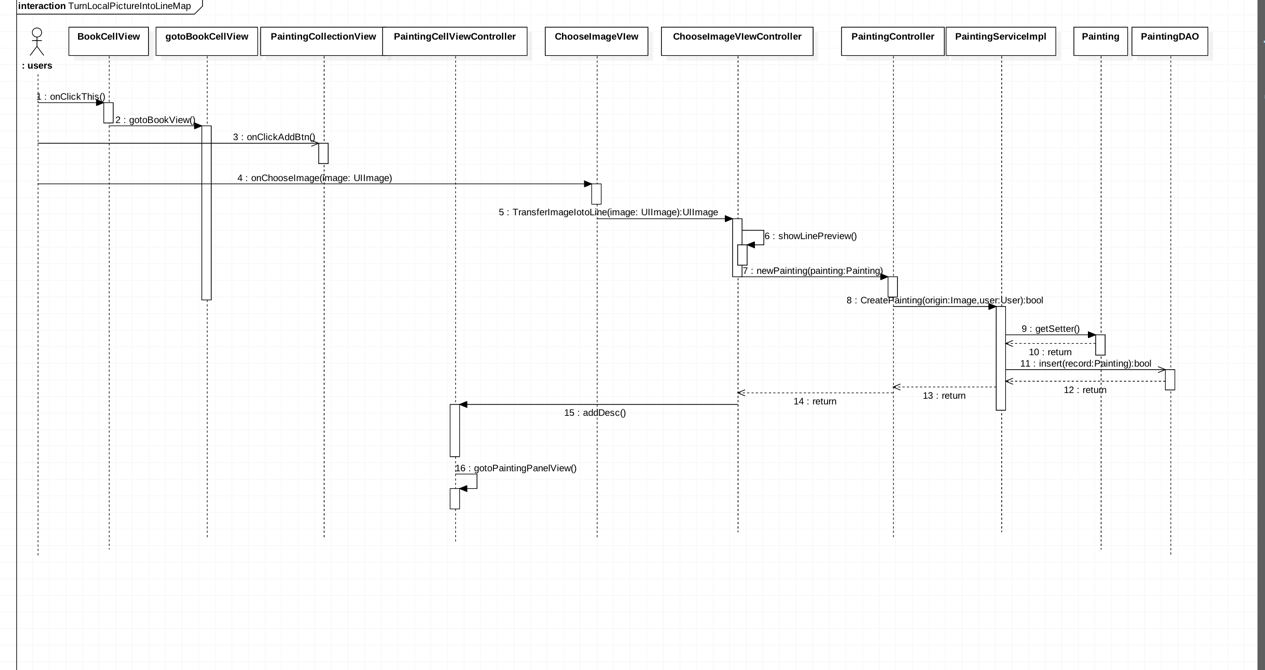 interaction TurnLocalPictureIntoLineMap
BookCellView
gotoBookCellView
PaintingCollectionView
PaintingCellViewController
ChooseImageVIew
ChooseImageVIewController
PaintingController
PaintingServiceImpl
Painting
PaintingDAO
: users
1 : onClickThis()
2 : gotoBookView()
3 : onClickAddBtn()
4 : onChooseImage(image: UIImage)
5 : TransferImageIotoLine(image: UIImage):UIImage
6 : showLinePreview()
7 : newPainting(painting:Painting)
8 : CreatePainting(origin:Image,user:User):bool
9 : getSetter()
10 : return
11 : insert(record:Painting):bool
12 : return
13 : return
14 : return
15 : addDesc()
16 : gotoPaintingPanelView()